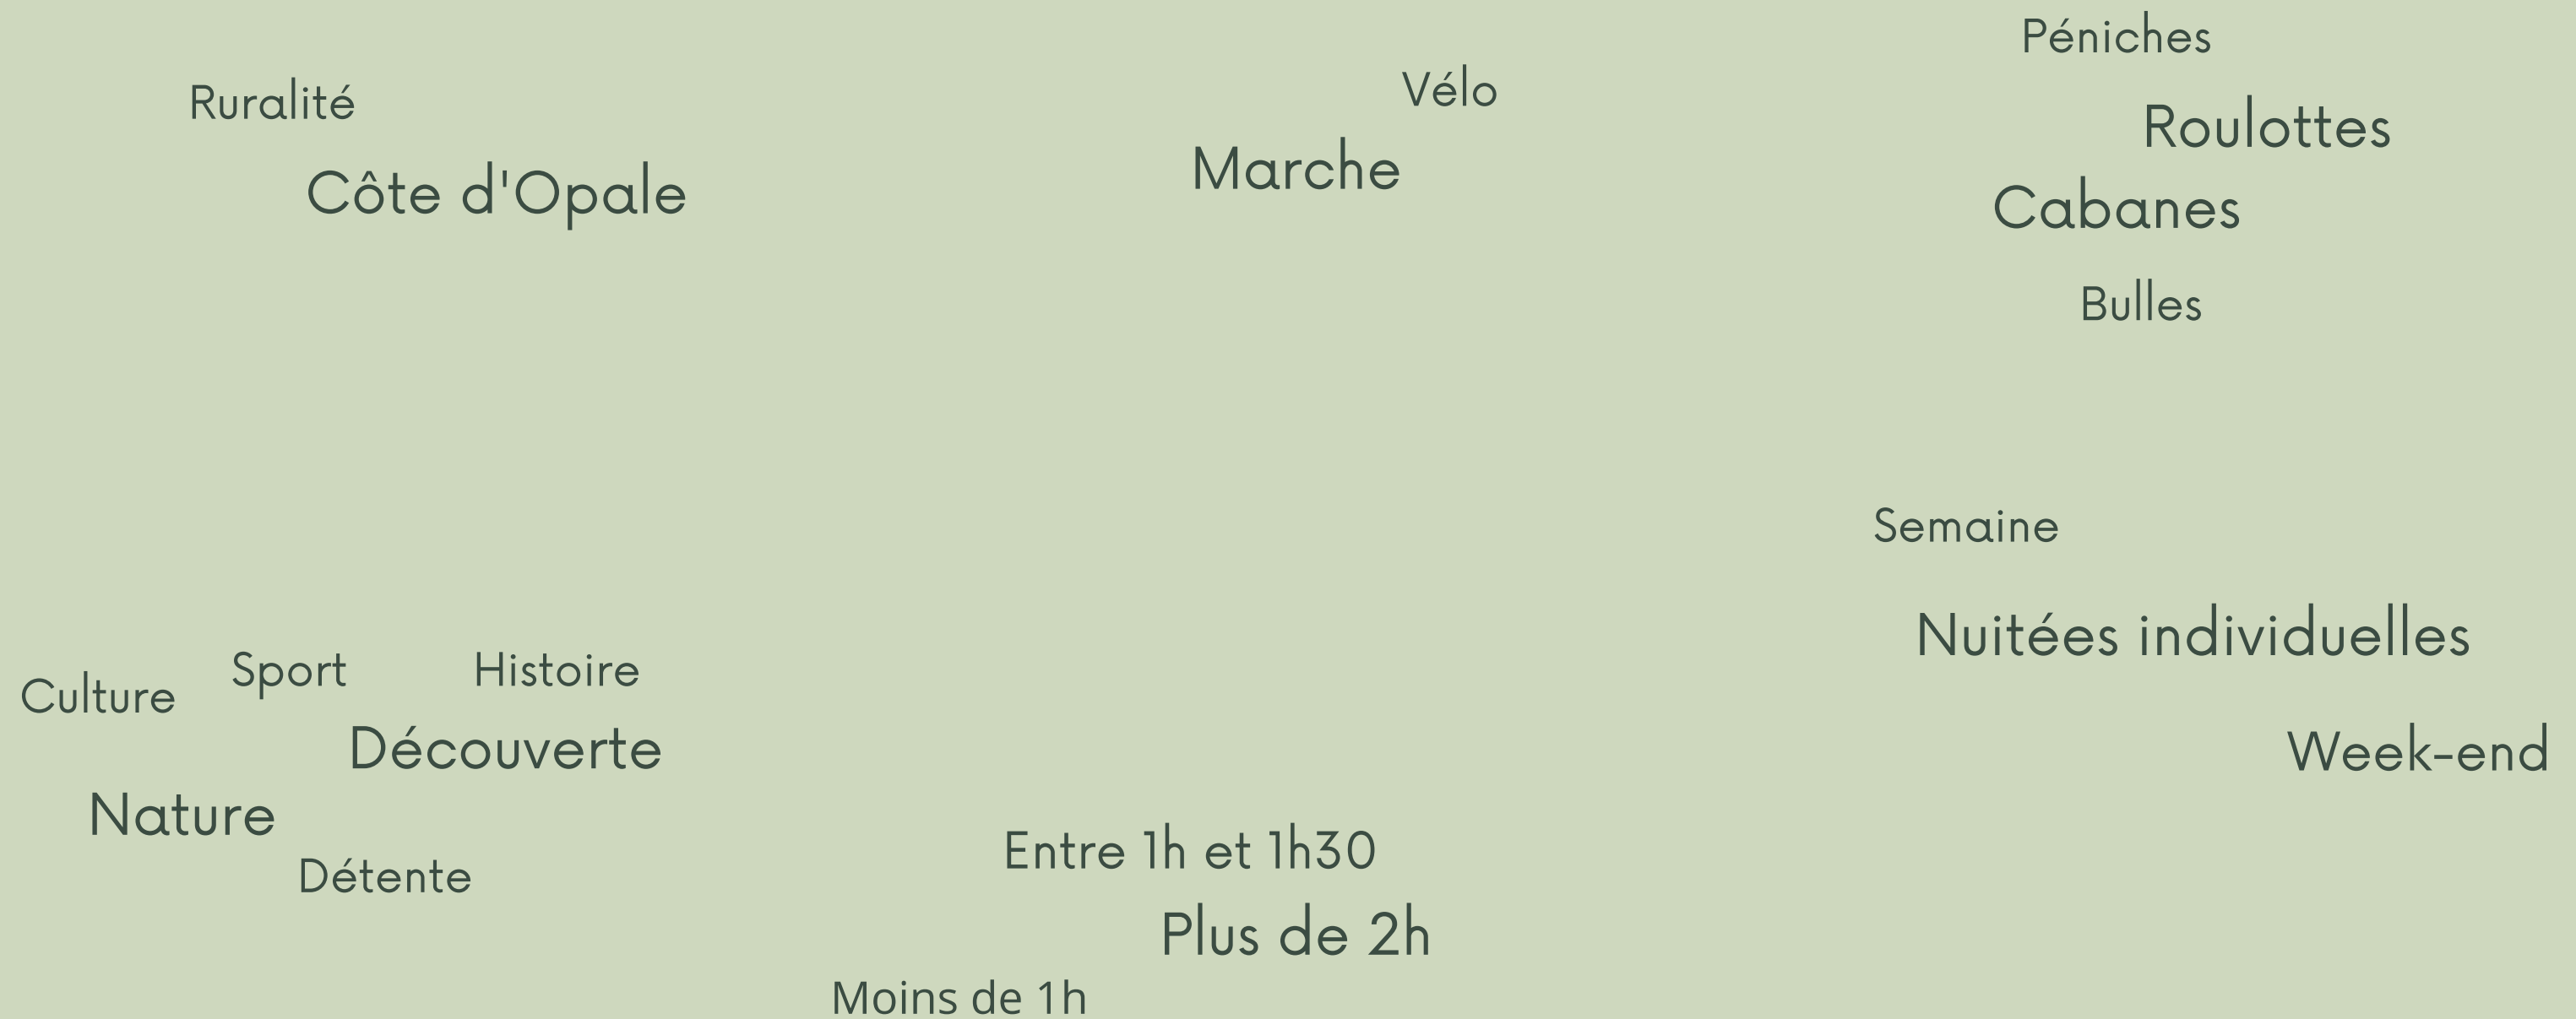 Péniches
Vélo
Ruralité
Roulottes
Marche
Côte d'Opale
Cabanes
Bulles
Semaine
Nuitées individuelles
Sport
Histoire
Culture
Découverte
Week-end
Nature
Entre 1h et 1h30
Détente
Plus de 2h
Moins de 1h